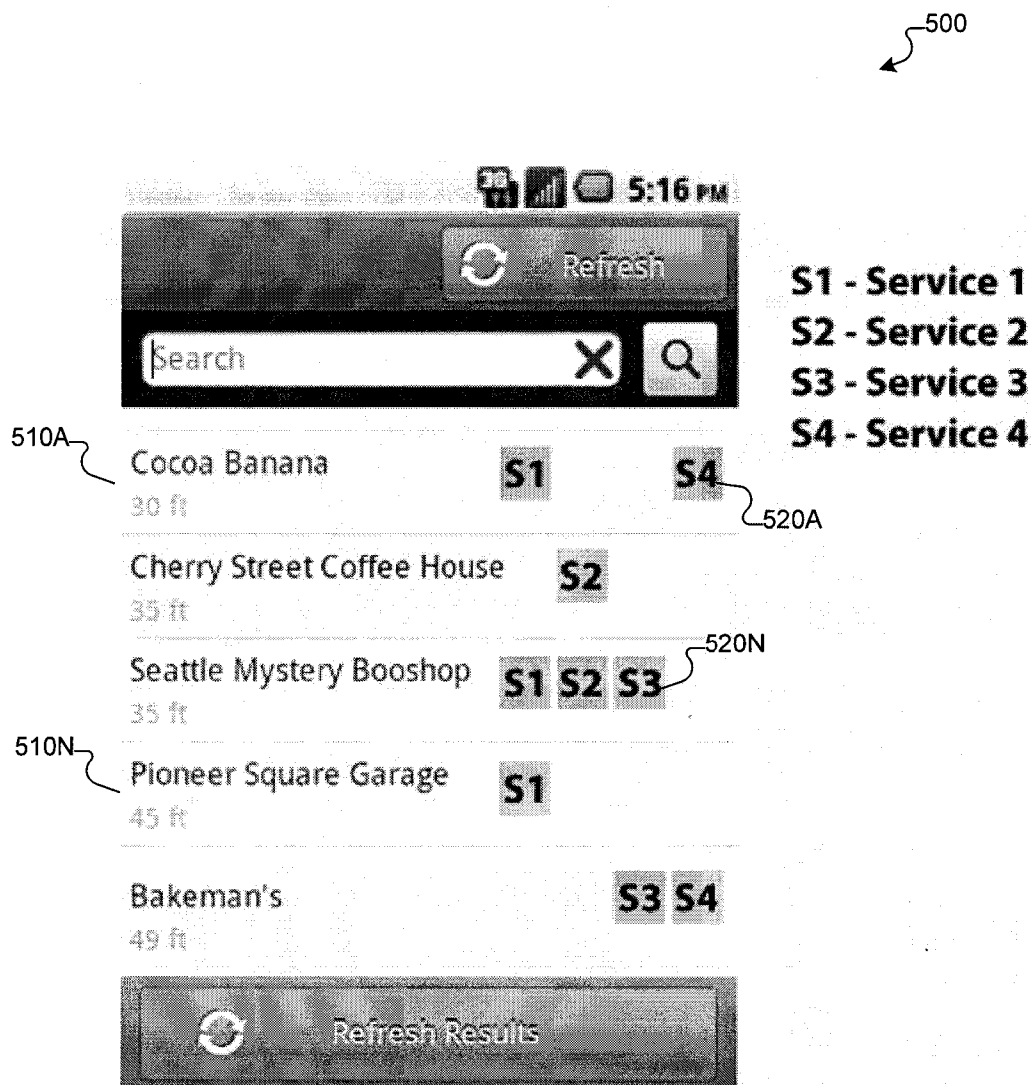 500
5:16 PM
Refresh
Search
S1 - Service 1
S2 - Service 2
S3 - Service 3
S4 - Service 4
510A
Cocoa Banana S1 S4
30 ft
520A
Cherry Street Coffee House S2
35 ft
520N
Seattle Mystery Booshop S1 S2 S3
35 ft
510N
Pioneer Square Garage S1
45 ft
Bakeman's S3 S4
49 ft
Refresh Results